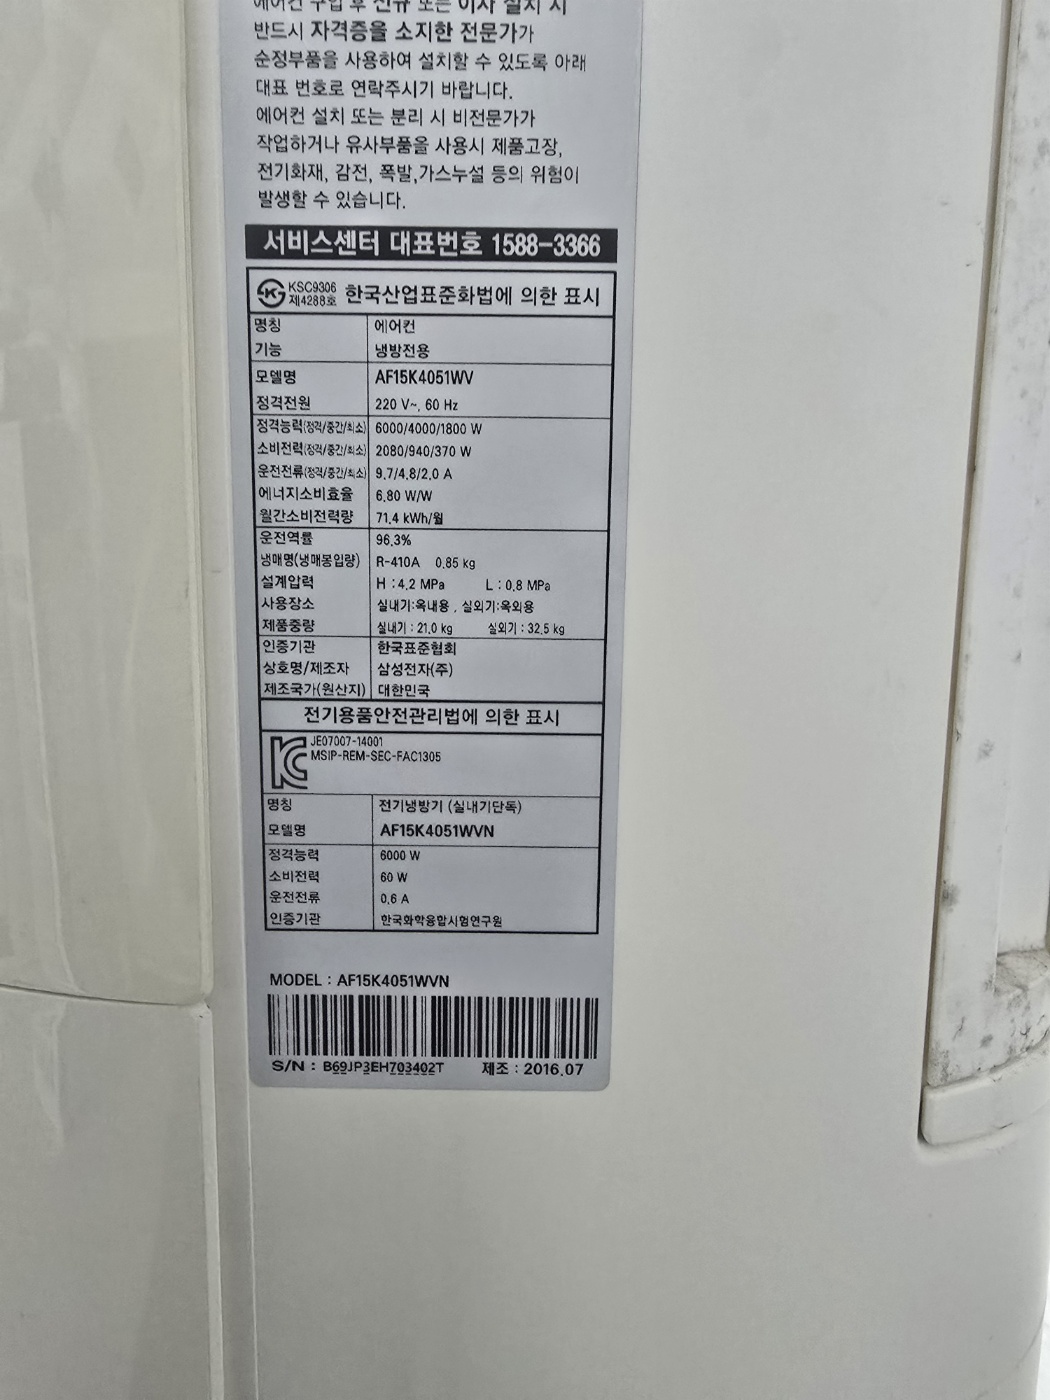 에어컨 구입 후 신규 또는 이사 설치 시
반드시 자격증을 소지한 전문가가
순정부품을 사용하여 설치할 수 있도록 아래
대표 번호로 연락주시기 바랍니다.
에어컨 설치 또는 분리 시 비전문가가
작업하거나 유사부품을 사용시 제품고장,
전기화재, 감전, 폭발,가스누설 등의 위험이
발생할 수 있습니다.
서비스센터 대표번호 1588-3366
KSC9306
제4288호
한국산업표준화법에 의한 표시
명칭 에어컨
기능 냉방전용
모델명 AF15K4051WV
정격전원 220 V~, 60 Hz
정격능력(정격/중간/최소) 6000/4000/1800 W
소비전력(정격/중간/최소) 2080/940/370 W
운전전류(정격/중간/최소) 9.7/4.8/2.0 A
에너지소비효율 6.80 W/W
월간소비전력량 71.4 kWh/월
운전역률 96.3%
냉매명(냉매봉입량) R-410A 0.85 kg
설계압력 H : 4.2 MPa L : 0.8 MPa
사용장소 실내기:옥내용 , 실외기:옥외용
제품중량 실내기 : 21.0 kg 실외기 : 32.5 kg
인증기관 한국표준협회
상호명/제조자 삼성전자(주)
제조국가(원산지) 대한민국
전기용품안전관리법에 의한 표시
JE07007-14001
MSIP-REM-SEC-FAC1305
명칭 전기냉방기 (실내기단독)
모델명 AF15K4051WVN
정격능력 6000 W
소비전력 60 W
운전전류 0.6 A
인증기관 한국화학융합시험연구원
MODEL : AF15K4051WVN
S/N : B69JP3EH703402T 제조 : 2016.07